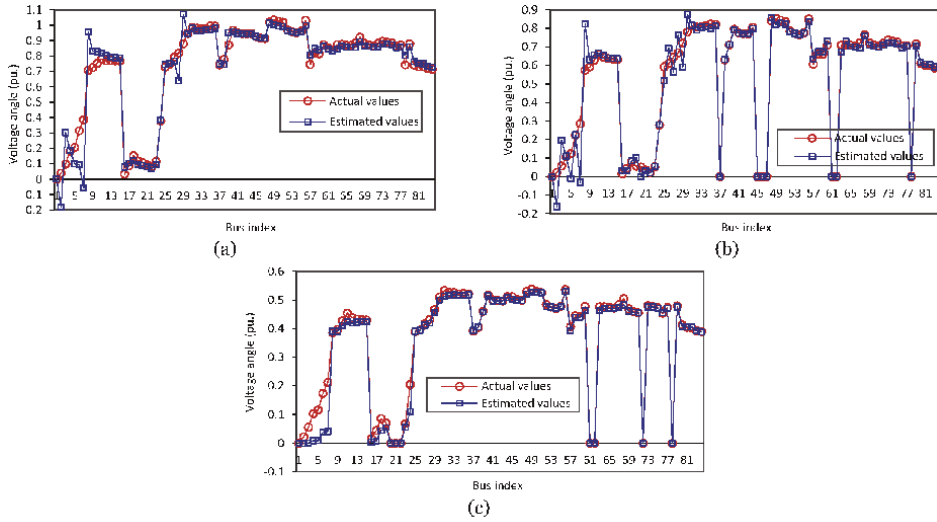 1.1
1
0.9
0.8
0.7
0.6
0.5
0.4
0.3
0.2
0.1
0
0.1
0.2
Voltage angle (pu.)
Actual values
Estimated values
5 9 13 17 21 25 29 33 37 41 45 49 53 57 61 65 69 73 77 81
Bus index
(a)
1
0.9
0.8
0.7
0.6
0.5
0.4
0.3
0.2
0.1
0
-0.1
-0.2
Voltage angle (pu.)
Actual values
Estimated values
1 5 9 13 17 21 25 29 33 37 41 45 49 53 57 61 65 69 73 77 81
Bus index
(b)
0.6
0.5
0.4
0.3
0.2
0.1
0
-0.1
Voltage angle (pu.)
Actual values
Estimated values
1 5 9 13 17 21 25 29 33 37 41 45 49 53 57 51 65 69 73 77 81
Bus index
(c)